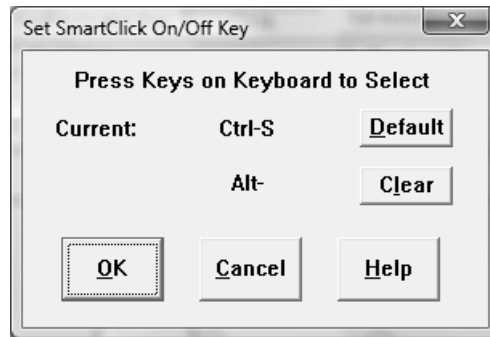 Set SmartClick On/Off Key
Press Keys on Keyboard to Select
Current: Ctrl-S Default
Alt- Clear
OK Cancel Help